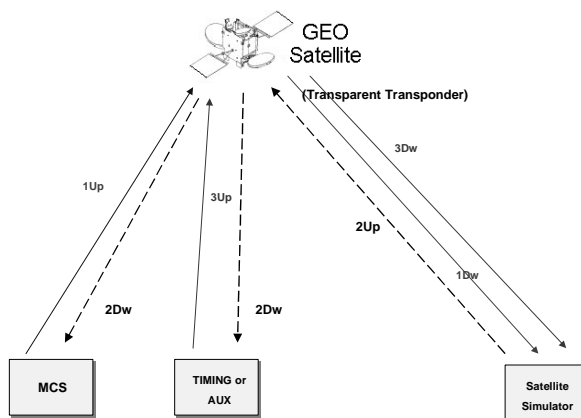 GEO
Satellite
(Transparent Transponder)
3Dw
1Up
3Up
2Up
1Dw
2Dw
2Dw
MCS
TIMING or
AUX
Satellite
Simulator